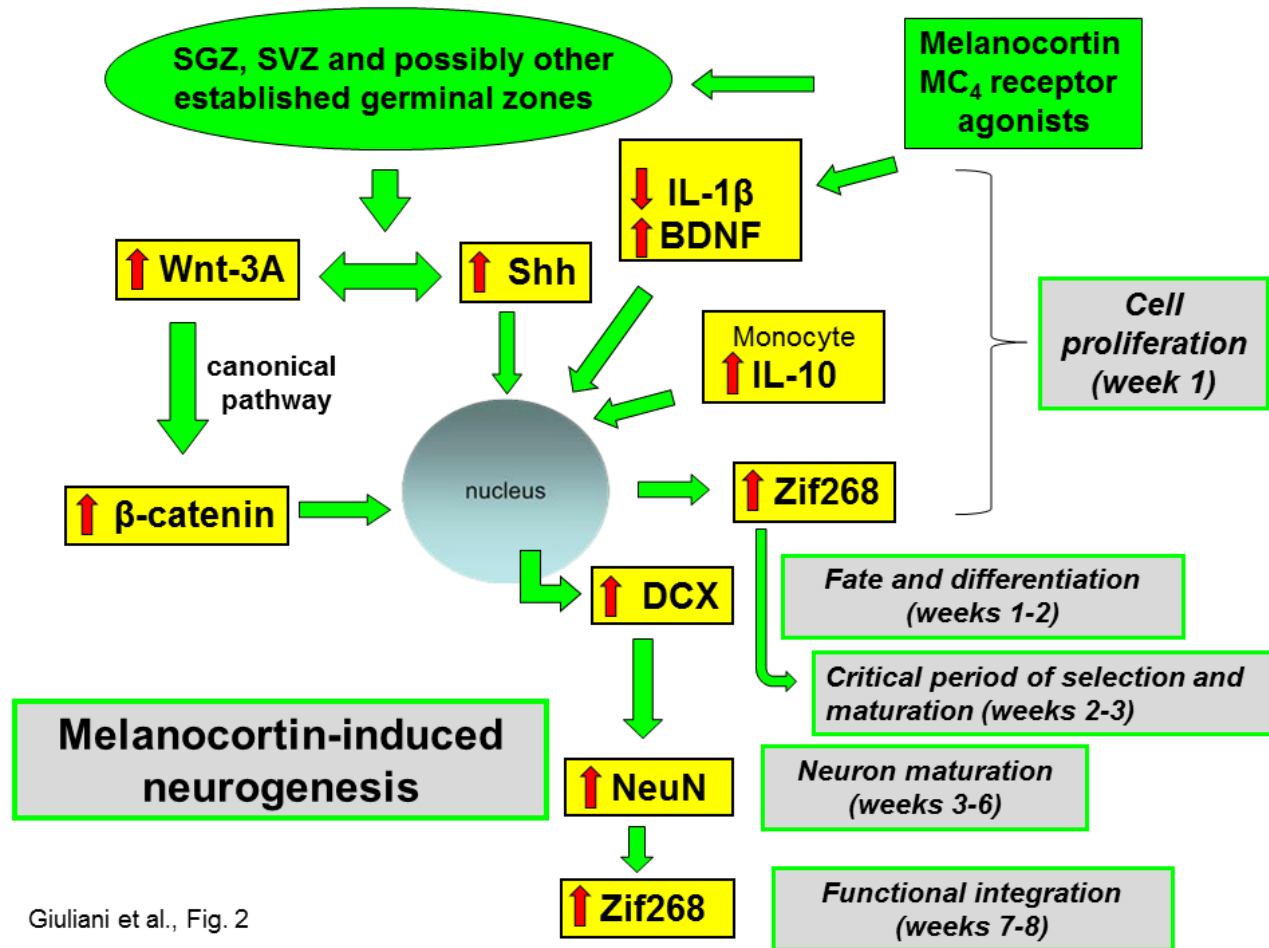 SGZ, SVZ and possibly other
established germinal zones
Melanocortin
MC₄ receptor
agonists
IL-1β
BDNF
Wnt-3A
Shh
canonical
pathway
Monocyte
IL-10
Cell
proliferation
(week 1)
β-catenin
nucleus
Zif268
DCX
Fate and differentiation
(weeks 1-2)
Critical period of selection and
maturation (weeks 2-3)
Melanocortin-induced
neurogenesis
NeuN
Neuron maturation
(weeks 3-6)
Zif268
Functional integration
(weeks 7-8)
Giuliani et al., Fig. 2